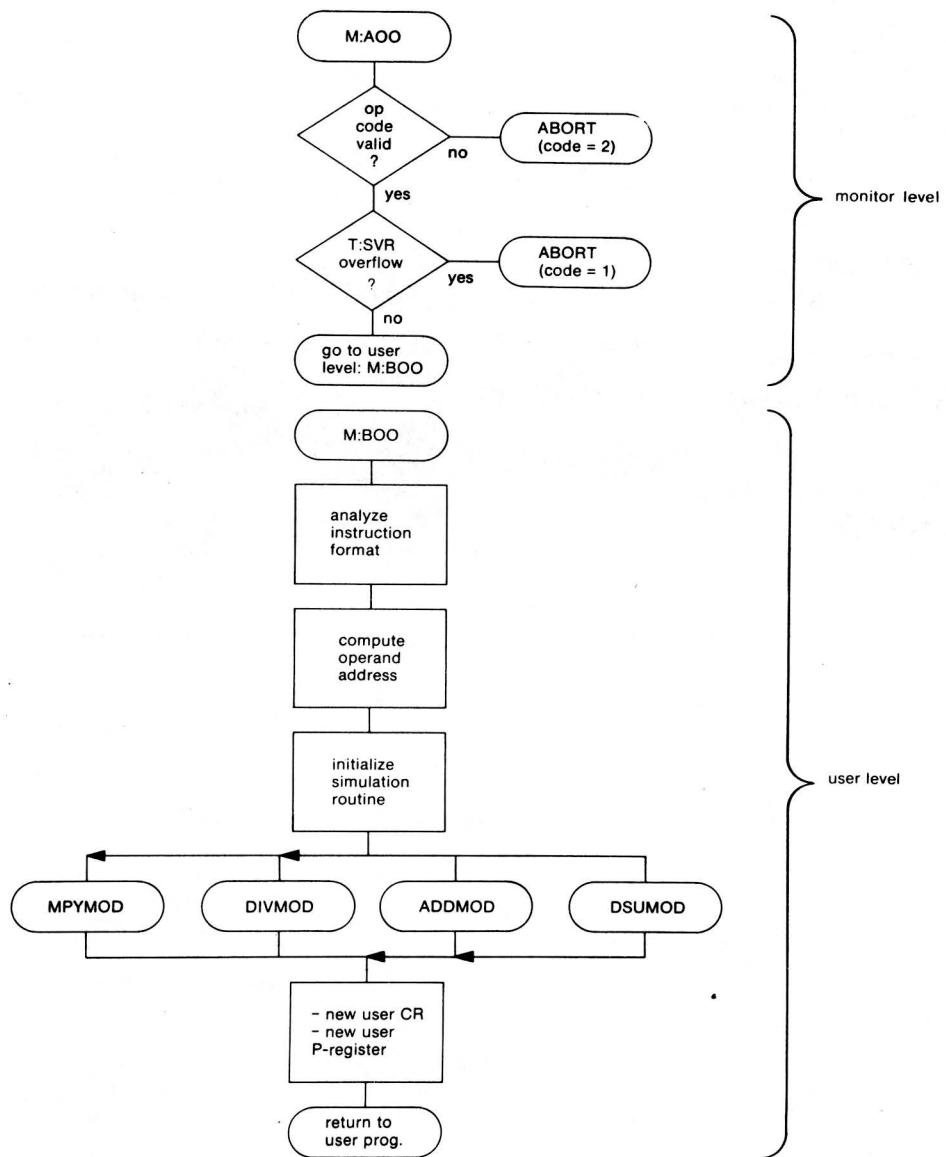 M:AOO
op
code
valid
?
no
ABORT
(code = 2)
yes
T:SVR
overflow
?
yes
ABORT
(code = 1)
no
go to user
level: M:BOO
monitor level
M:BOO
analyze
instruction
format
compute
operand
address
initialize
simulation
routine
user level
MPYMOD
DIVMOD
ADDMOD
DSUMOD
– new user CR
– new user
P-register
return to
user prog.